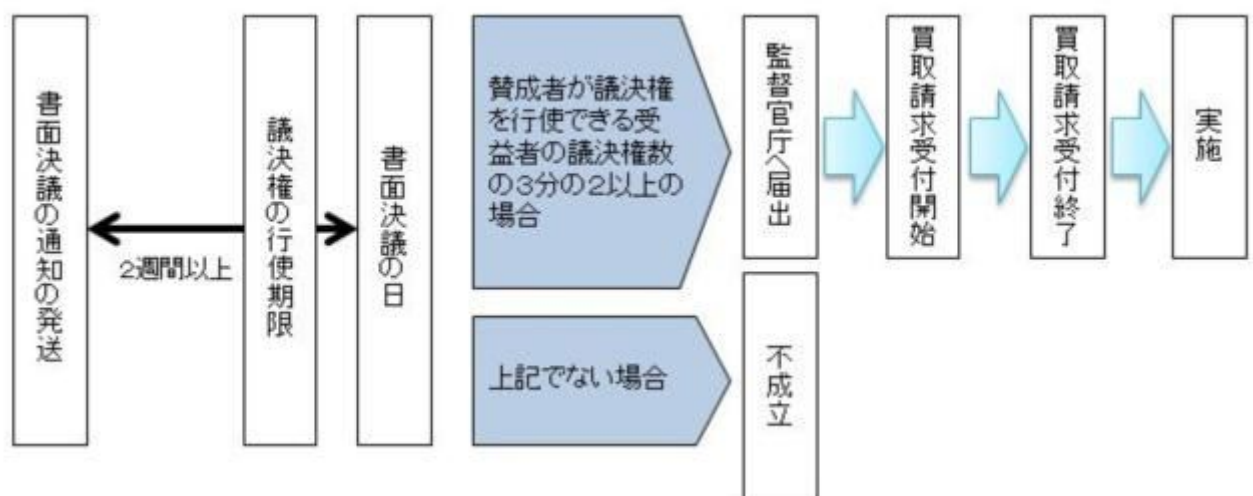 書面決議の通知の発送
2週間以上
議決権の行使期限
書面決議の日
賛成者が議決権
を行使できる受
益者の議決権数
の3分の2以上の
場合
監督官庁へ届出
買取請求受付開始
買取請求受付終了
実施
上記でない場合
不成立